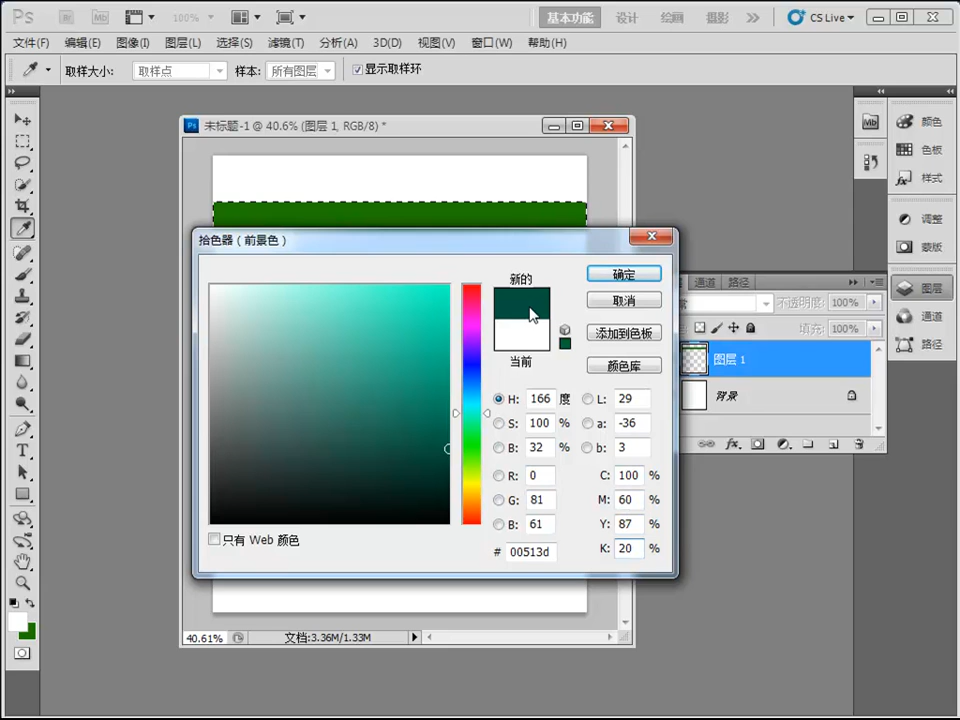 Ps Br Mb 100% 基本功能 设计 绘画 摄影 CS Live
文件(F) 编辑(E) 图像(I) 图层(L) 选择(S) 滤镜(T) 分析(A) 3D(D) 视图(V) 窗口(W) 帮助(H)
取样大小: 取样点 样本: 所有图层 显示取样环
Ps 未标题-1 @ 40.6% (图层 1, RGB/8) *
Mb 颜色
色板
样式
调整
蒙版
图层
通道
路径
拾色器(前景色)
新的
当前
确定
取消
添加到色板
颜色库
H: 166 度 L: 29
S: 100 % a: -36
B: 32 % b: 3
R: 0 C: 100 %
G: 81 M: 60 %
B: 61 Y: 87 %
# 00513d K: 20 %
只有 Web 颜色
通道 路径
常 不透明度: 100%
填充: 100%
图层 1
背景
fx
T
40.61% 文档:3.36M/1.33M